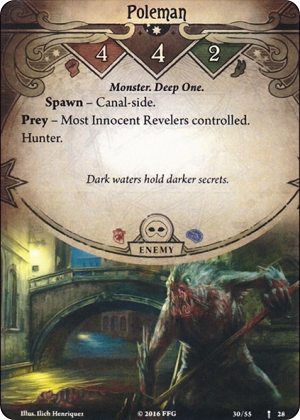 Poleman
4 4 2
Monster. Deep One.
Spawn – Canal-side.
Prey – Most Innocent Revelers controlled.
Hunter.
Dark waters hold darker secrets.
ENEMY
Illus. Ilich Henriquez
© 2016 FFG
30/55
28